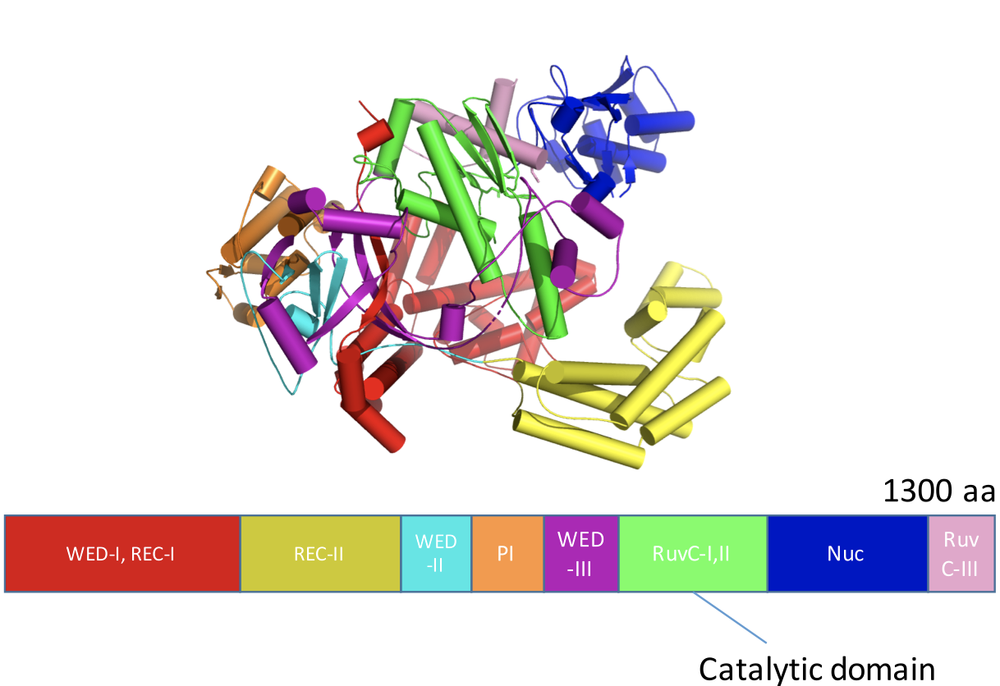 1300 aa
WED-I, REC-I
REC-II
WED
-II
PI
WED
-III
RuvC-I,II
Nuc
Ruv
C-III
Catalytic domain